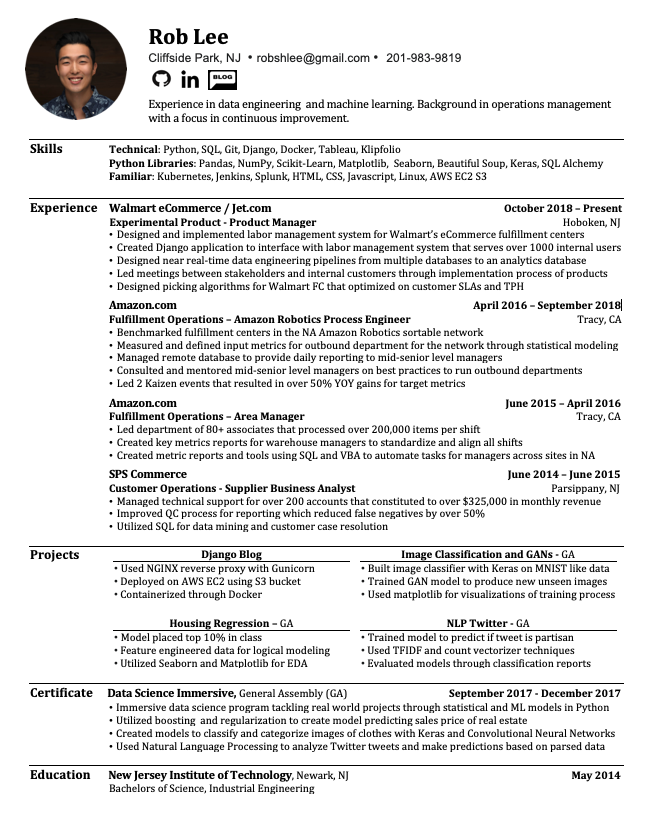 Rob Lee
Cliffside Park, NJ • robshlee@gmail.com • 201-983-9819
in BLOG
Experience in data engineering and machine learning. Background in operations management
with a focus in continuous improvement.
Skills
Technical: Python, SQL, Git, Django, Docker, Tableau, Klipfolio
Python Libraries: Pandas, NumPy, Scikit-Learn, Matplotlib, Seaborn, Beautiful Soup, Keras, SQL Alchemy
Familiar: Kubernetes, Jenkins, Splunk, HTML, CSS, Javascript, Linux, AWS EC2 S3
Experience
Walmart eCommerce / Jet.com October 2018 – Present
Experimental Product - Product Manager Hoboken, NJ
• Designed and implemented labor management system for Walmart's eCommerce fulfillment centers
• Created Django application to interface with labor management system that serves over 1000 internal users
• Designed near real-time data engineering pipelines from multiple databases to an analytics database
• Led meetings between stakeholders and internal customers through implementation process of products
• Designed picking algorithms for Walmart FC that optimized on customer SLAs and TPH
Amazon.com April 2016 – September 2018
Fulfillment Operations – Amazon Robotics Process Engineer Tracy, CA
• Benchmarked fulfillment centers in the NA Amazon Robotics sortable network
• Measured and defined input metrics for outbound department for the network through statistical modeling
• Managed remote database to provide daily reporting to mid-senior level managers
• Consulted and mentored mid-senior level managers on best practices to run outbound departments
• Led 2 Kaizen events that resulted in over 50% YOY gains for target metrics
Amazon.com June 2015 – April 2016
Fulfillment Operations – Area Manager Tracy, CA
• Led department of 80+ associates that processed over 200,000 items per shift
• Created key metrics reports for warehouse managers to standardize and align all shifts
• Created metric reports and tools using SQL and VBA to automate tasks for managers across sites in NA
SPS Commerce June 2014 – June 2015
Customer Operations - Supplier Business Analyst Parsippany, NJ
• Managed technical support for over 200 accounts that constituted to over $325,000 in monthly revenue
• Improved QC process for reporting which reduced false negatives by over 50%
• Utilized SQL for data mining and customer case resolution
Projects
Django Blog
• Used NGINX reverse proxy with Gunicorn
• Deployed on AWS EC2 using S3 bucket
• Containerized through Docker
Image Classification and GANs - GA
• Built image classifier with Keras on MNIST like data
• Trained GAN model to produce new unseen images
• Used matplotlib for visualizations of training process
Housing Regression – GA
• Model placed top 10% in class
• Feature engineered data for logical modeling
• Utilized Seaborn and Matplotlib for EDA
NLP Twitter - GA
• Trained model to predict if tweet is partisan
• Used TFIDF and count vectorizer techniques
• Evaluated models through classification reports
Certificate
Data Science Immersive, General Assembly (GA) September 2017 - December 2017
• Immersive data science program tackling real world projects through statistical and ML models in Python
• Utilized boosting and regularization to create model predicting sales price of real estate
• Created models to classify and categorize images of clothes with Keras and Convolutional Neural Networks
• Used Natural Language Processing to analyze Twitter tweets and make predictions based on parsed data
Education
New Jersey Institute of Technology, Newark, NJ May 2014
Bachelors of Science, Industrial Engineering